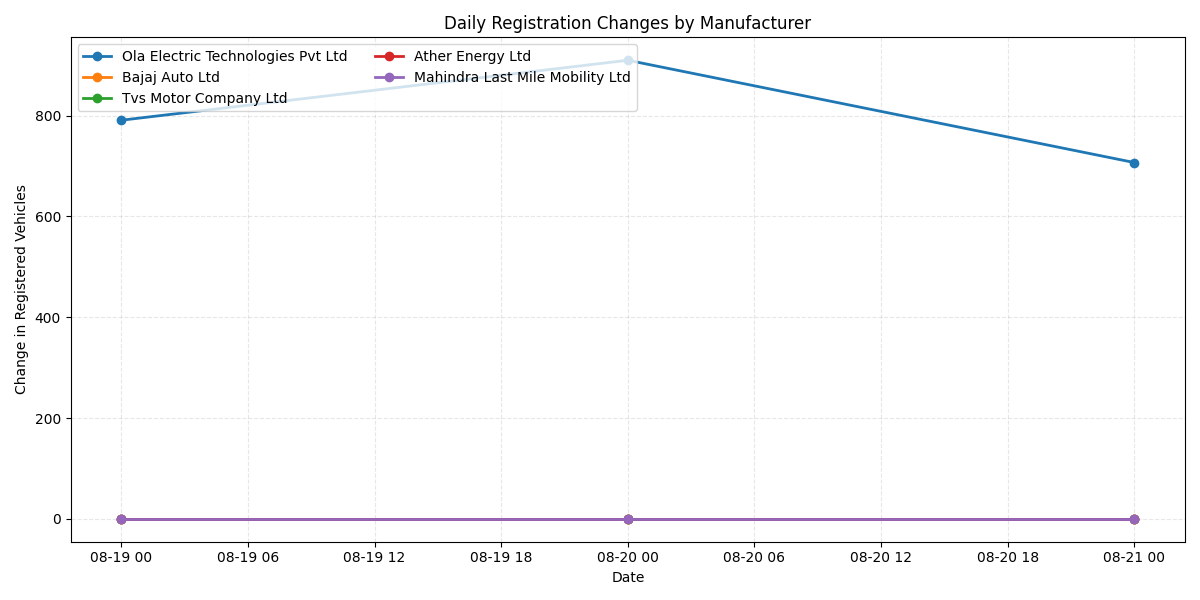 Daily Registration Changes by Manufacturer
Ola Electric Technologies Pvt Ltd
Bajaj Auto Ltd
Tvs Motor Company Ltd
Ather Energy Ltd
Mahindra Last Mile Mobility Ltd
Change in Registered Vehicles
800
600
400
200
0
08-19 00 08-19 06 08-19 12 08-19 18 08-20 00 08-20 06 08-20 12 08-20 18 08-21 00
Date